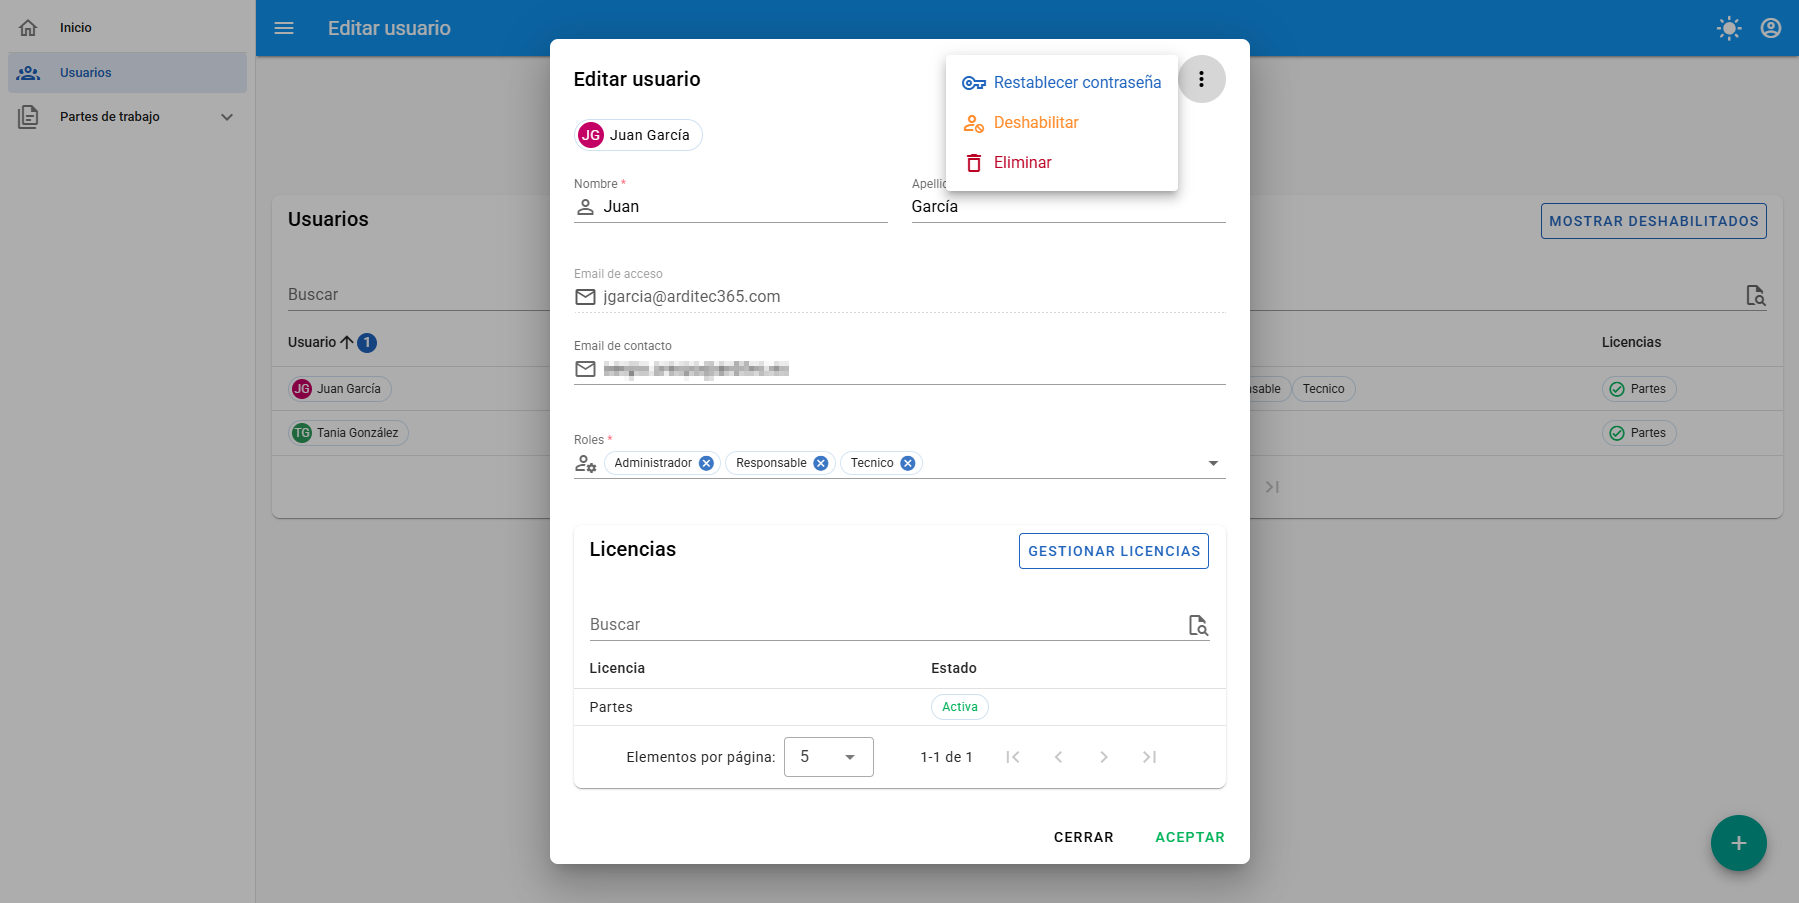 Inicio
Usuarios
Partes de trabajo
Editar usuario
Editar usuario
Restablecer contraseña
Deshabilitar
Eliminar
JG Juan García
Nombre *
Juan
García
Email de acceso
jgarcia@arditec365.com
Email de contacto
Roles *
Administrador Responsable Tecnico
Licencias
GESTIONAR LICENCIAS
Buscar
Licencia Estado
Partes Activa
Elementos por página: 5 1-1 de 1
CERRAR ACEPTAR
Usuarios
MOSTRAR DESHABILITADOS
Buscar
Usuario 1 Licencias
JG Juan García Tecnico Partes
TG Tania González Partes